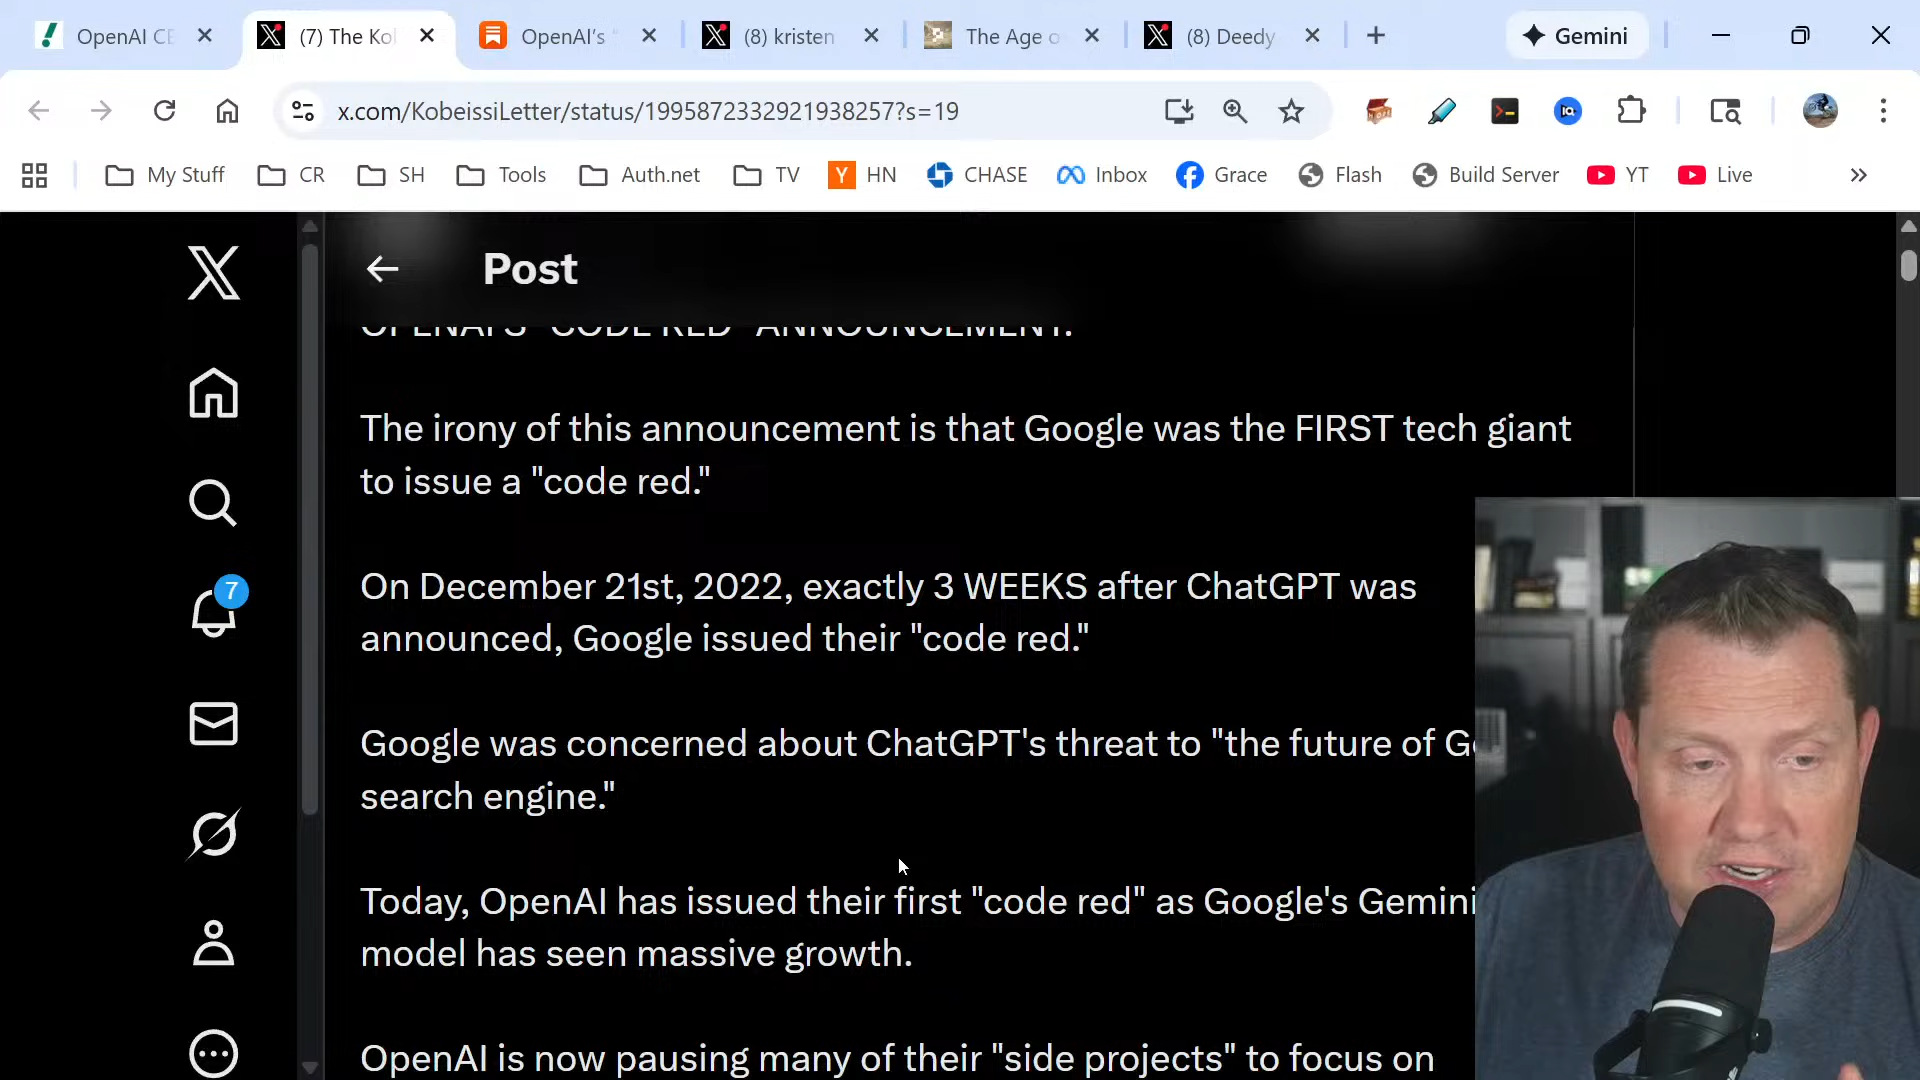 OpenAI CE
(7) The Kol
OpenAI's "
(8) kristen
The Age o
(8) Deedy
Gemini
x.com/KobeissiLetter/status/1995872332921938257?s=19
My Stuff
CR
SH
Tools
Auth.net
TV
Y HN
CHASE
Inbox
Grace
Flash
Build Server
YT
Live
Post
OPENAI'S "CODE RED" ANNOUNCEMENT:
The irony of this announcement is that Google was the FIRST tech giant
to issue a "code red."
7
On December 21st, 2022, exactly 3 WEEKS after ChatGPT was
announced, Google issued their "code red."
Google was concerned about ChatGPT's threat to "the future of
search engine."
Today, OpenAI has issued their first "code red" as Google's Gemini
model has seen massive growth.
OpenAI is now pausing many of their "side projects" to focus on